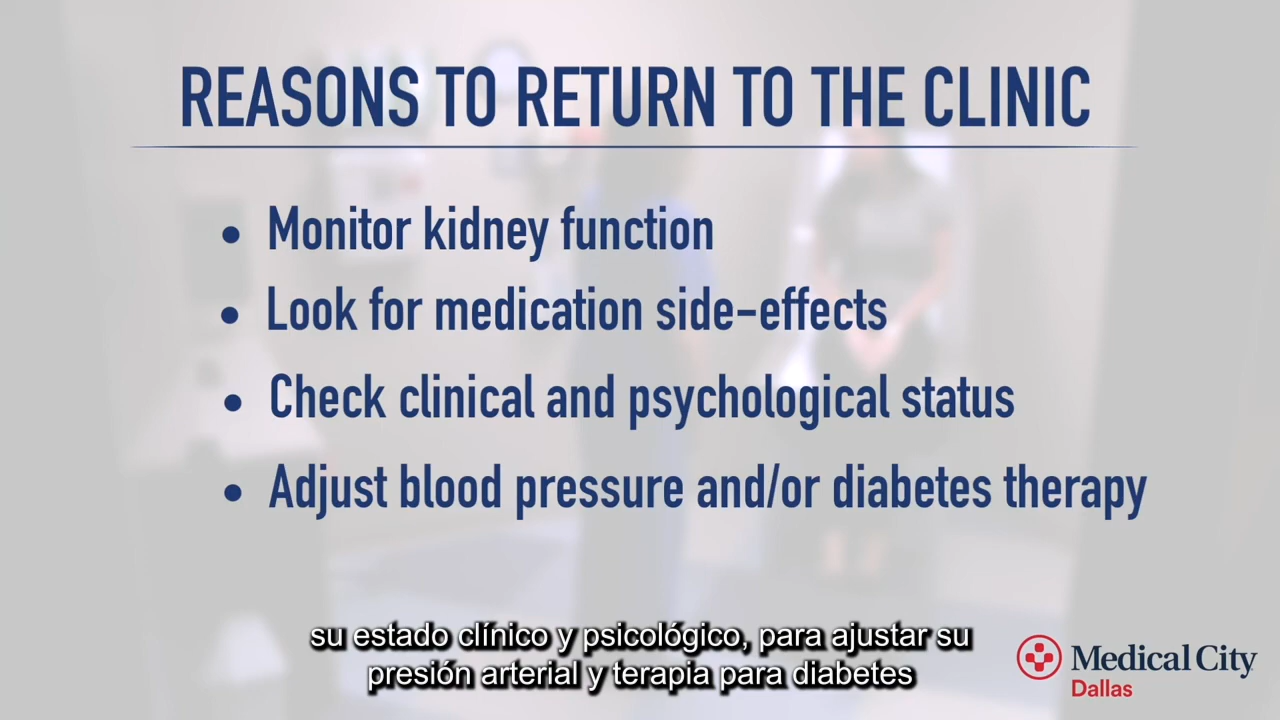 REASONS TO RETURN TO THE CLINIC
• Monitor kidney function
• Look for medication side-effects
• Check clinical and psychological status
• Adjust blood pressure and/or diabetes therapy
su estado clínico y psicológico, para ajustar su
presión arterial y terapia para diabetes
Medical City
Dallas